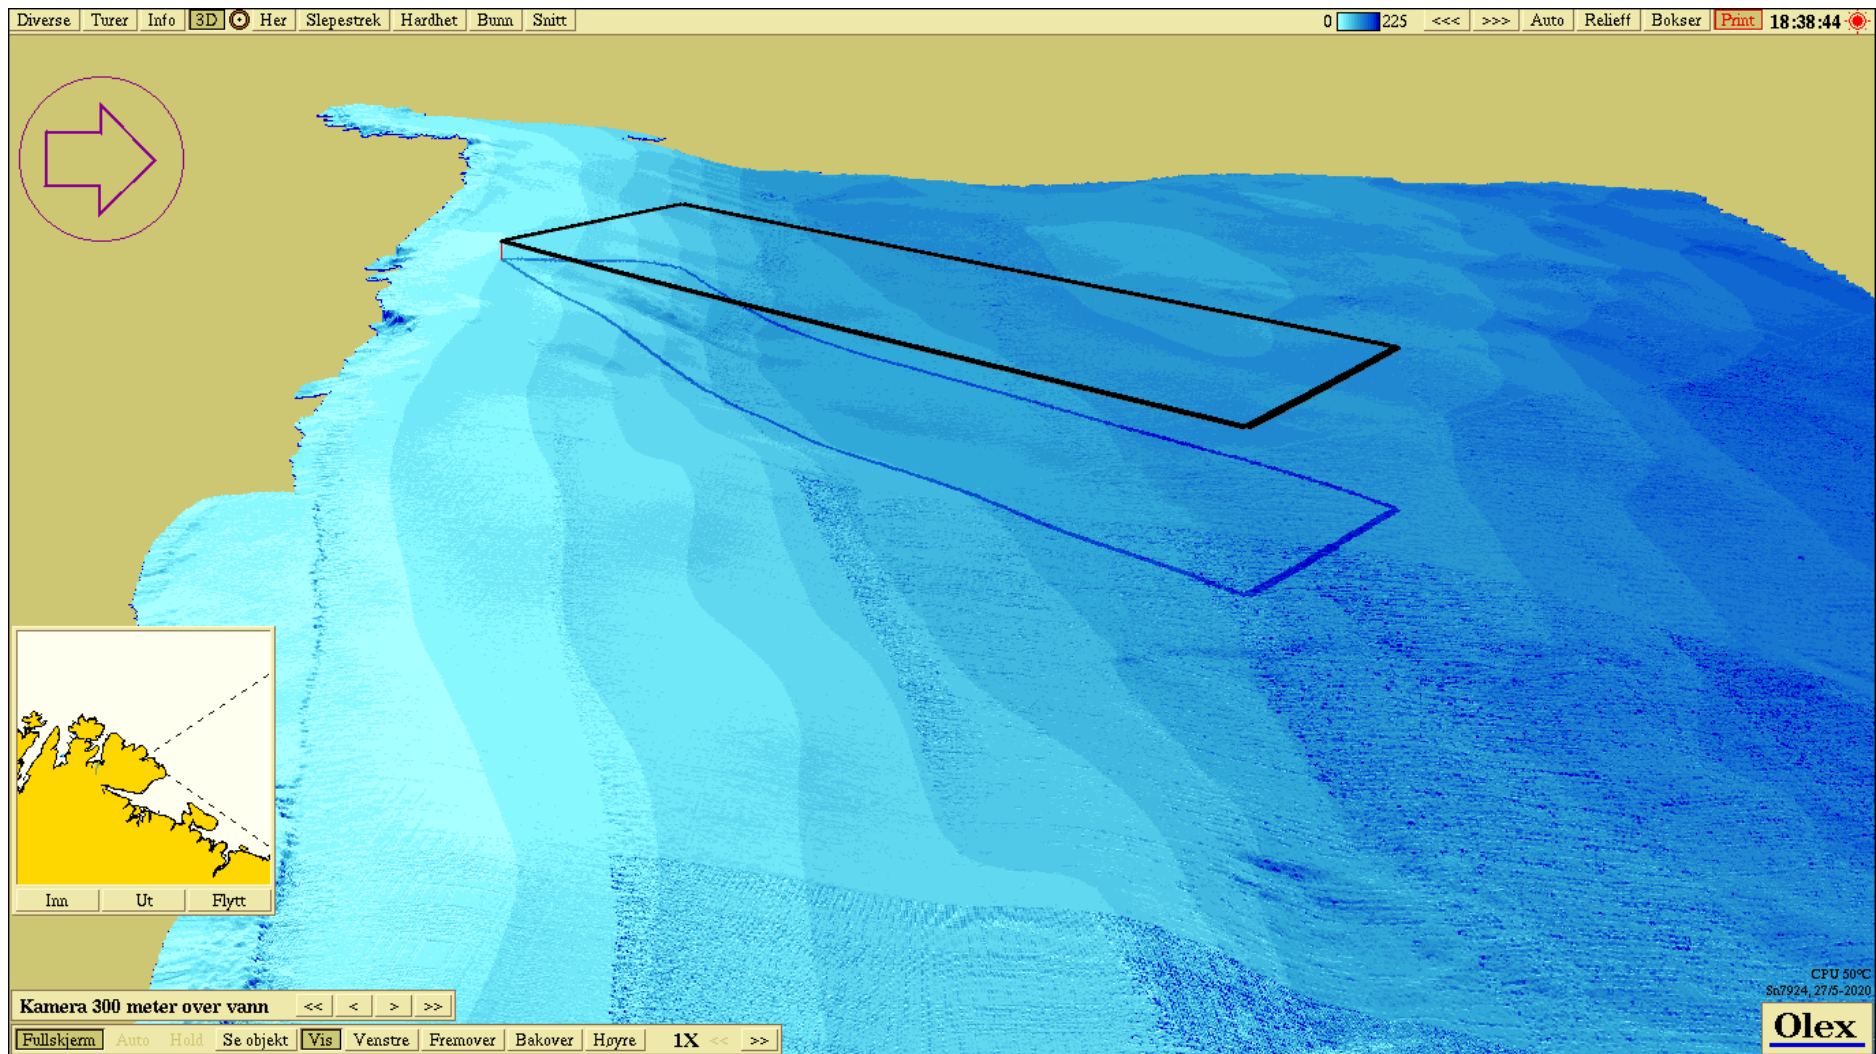 Diverse Turer Info 3D Her Slepestrek Hardhet Bunn Snitt 0 225 <<< >>> Auto Relieff Bokser Print 18:38:44
Inn Ut Flytt
CPU 50°C
Sn7924, 27/5-2020
Kamera 300 meter over vann << < > >>
Olex
Fullskjerm Auto Hold Se objekt Vis Venstre Fremover Bakover Høyre 1X << >>